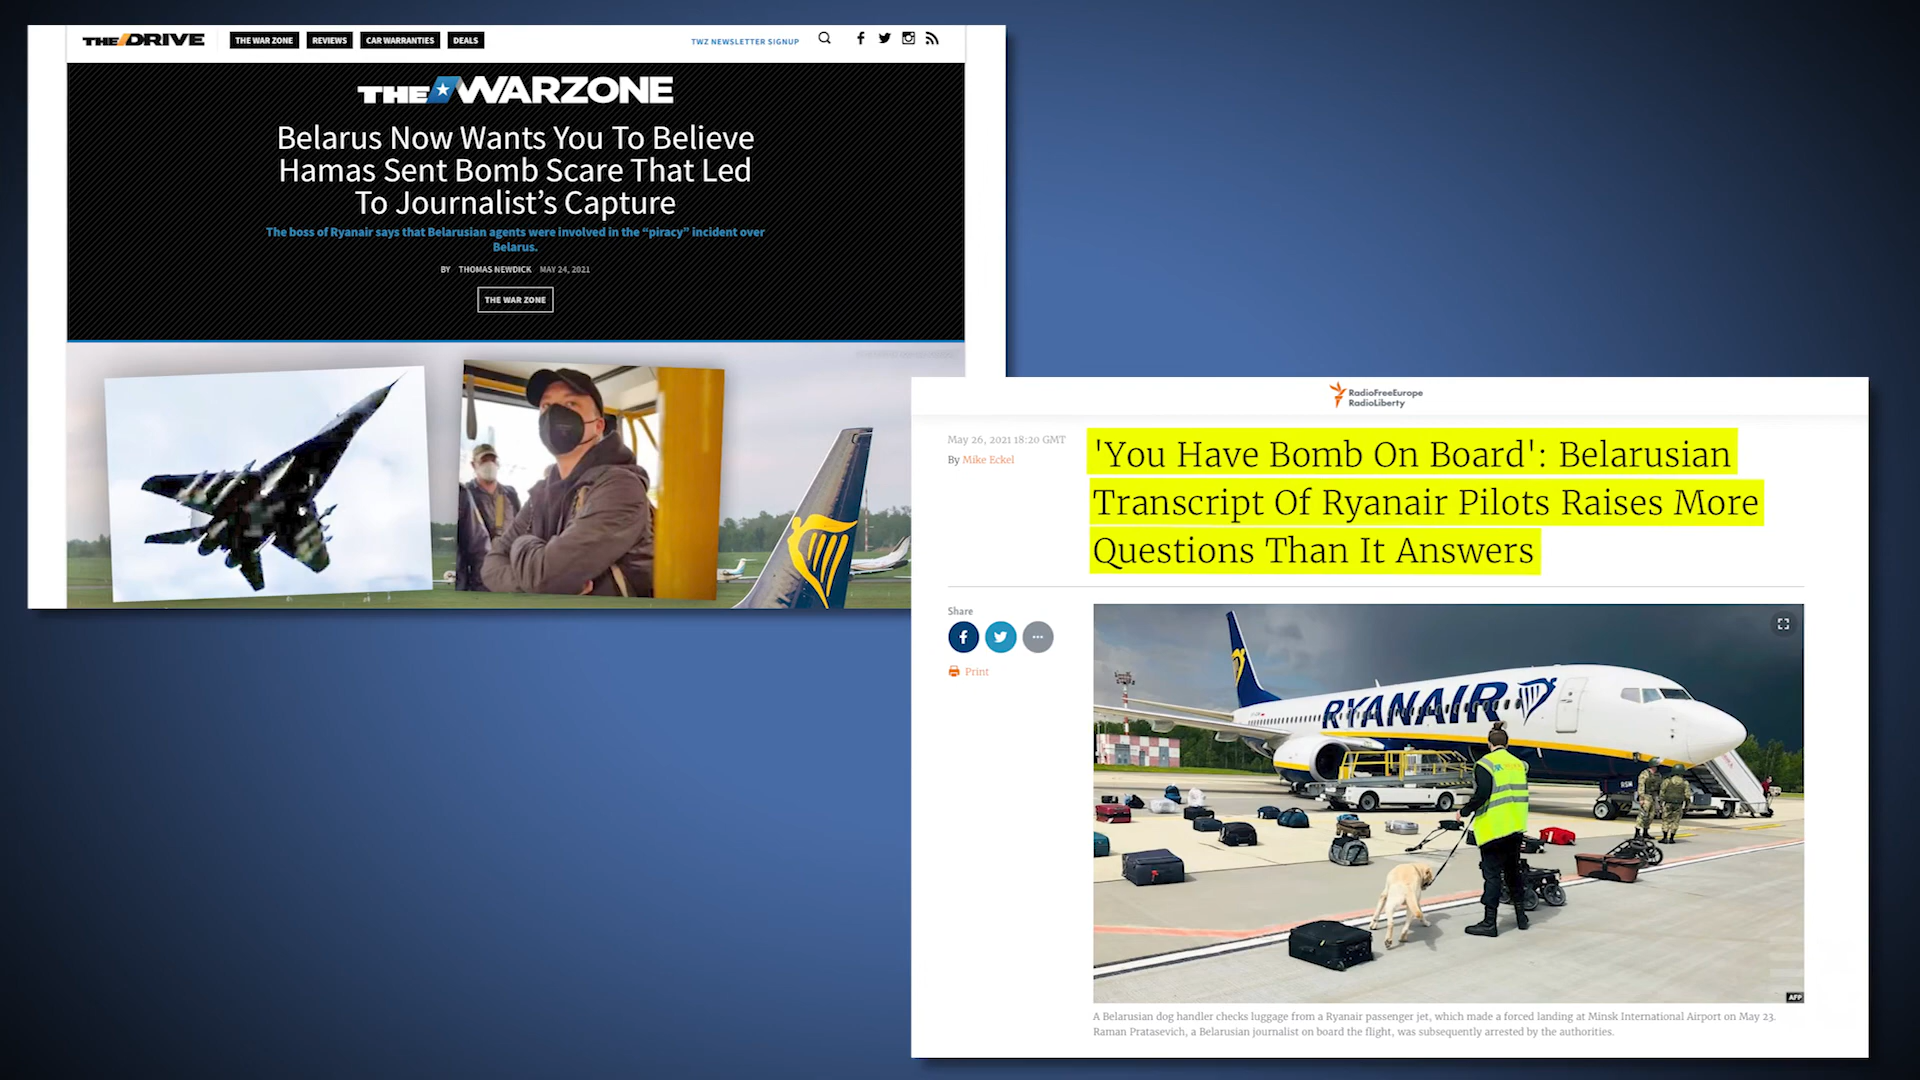 THE DRIVE
THE WAR ZONE
REVIEWS
CAR WARRANTIES
DEALS
TWZ NEWSLETTER SIGNUP
THE WARZONE
Belarus Now Wants You To Believe
Hamas Sent Bomb Scare That Led
To Journalist’s Capture
The boss of Ryanair says that Belarusian agents were involved in the “piracy” incident over
Belarus.
BY THOMAS NEWDICK MAY 24, 2021
THE WAR ZONE
RadioFreeEurope
RadioLiberty
May 26, 2021 18:20 GMT
By Mike Eckel
'You Have Bomb On Board': Belarusian
Transcript Of Ryanair Pilots Raises More
Questions Than It Answers
Share
Print
RYANAIR
AFP
A Belarusian dog handler checks luggage from a Ryanair passenger jet, which made a forced landing at Minsk International Airport on May 23.
Raman Pratasevich, a Belarusian journalist on board the flight, was subsequently arrested by the authorities.